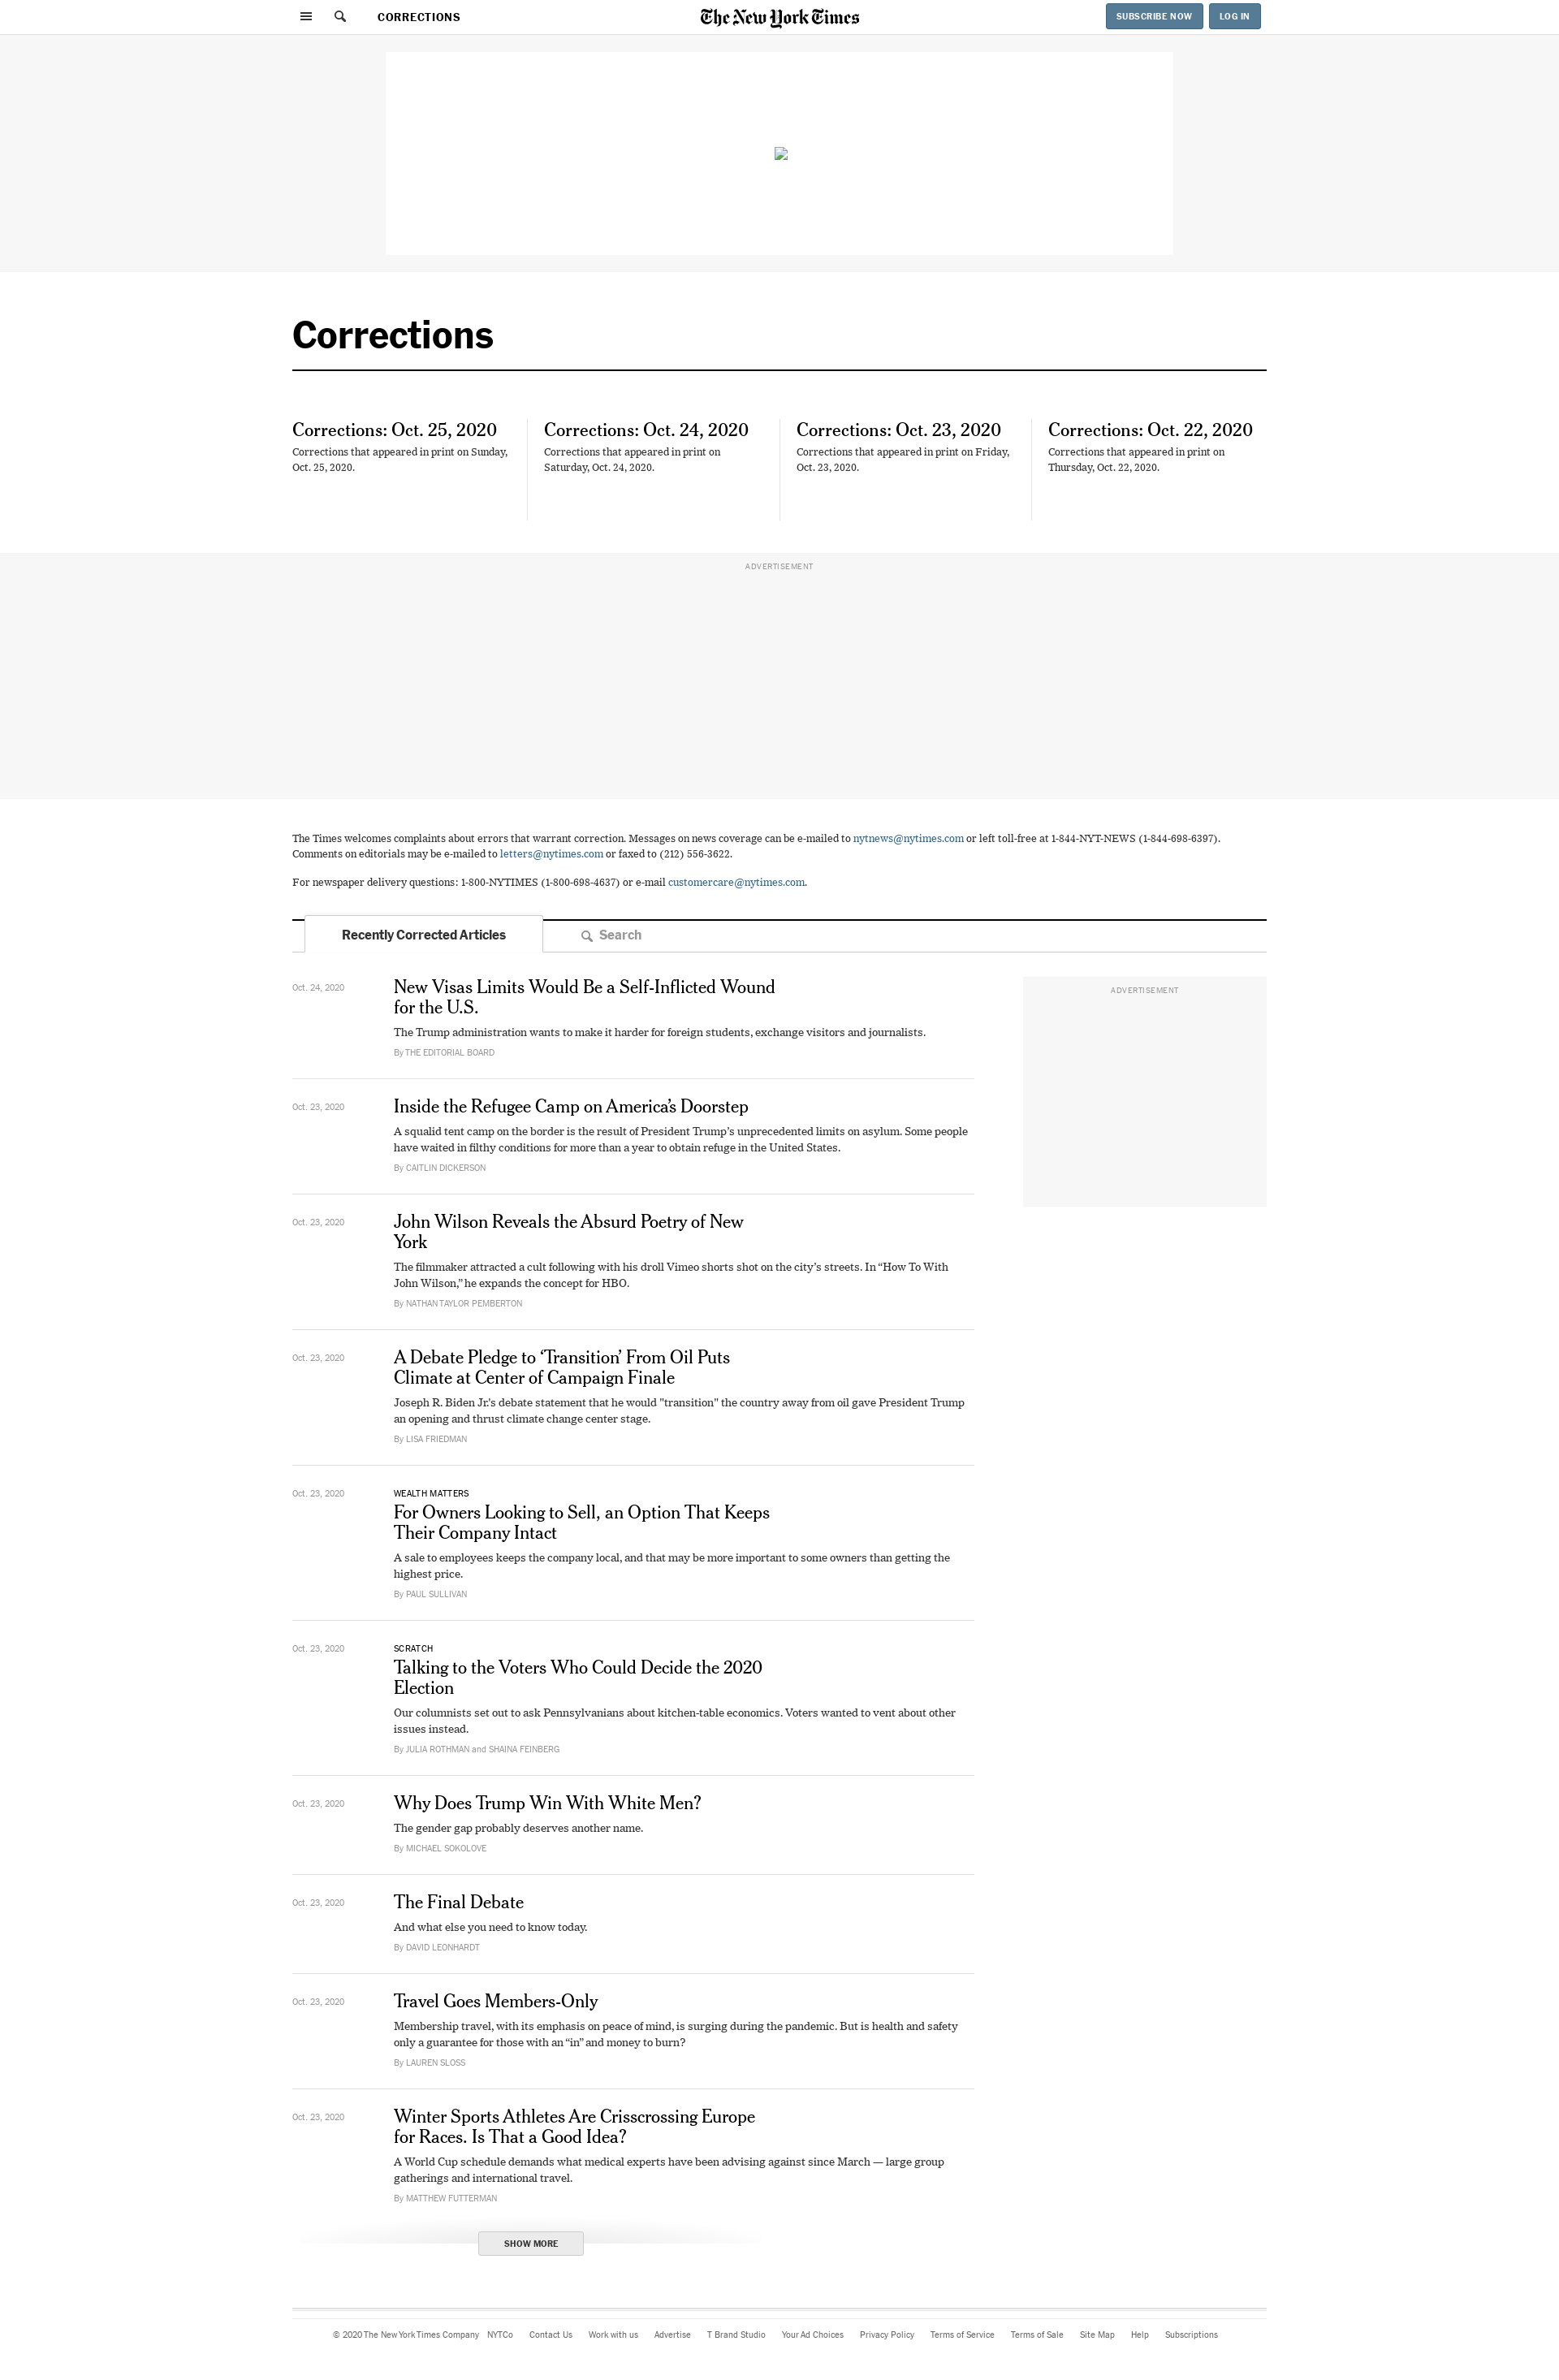 CORRECTIONS
The New York Times
SUBSCRIBE NOW
LOG IN
Corrections
Corrections: Oct. 25, 2020
Corrections that appeared in print on Sunday,
Oct. 25, 2020.
Corrections: Oct. 24, 2020
Corrections that appeared in print on
Saturday, Oct. 24, 2020.
Corrections: Oct. 23, 2020
Corrections that appeared in print on Friday,
Oct. 23, 2020.
Corrections: Oct. 22, 2020
Corrections that appeared in print on
Thursday, Oct. 22, 2020.
ADVERTISEMENT
The Times welcomes complaints about errors that warrant correction. Messages on news coverage can be e-mailed to nytnews@nytimes.com or left toll-free at 1-844-NYT-NEWS (1-844-698-6397).
Comments on editorials may be e-mailed to letters@nytimes.com or faxed to (212) 556-3622.
For newspaper delivery questions: 1-800-NYTIMES (1-800-698-4637) or e-mail customercare@nytimes.com.
Recently Corrected Articles
Search
ADVERTISEMENT
Oct. 24, 2020
New Visas Limits Would Be a Self-Inflicted Wound
for the U.S.
The Trump administration wants to make it harder for foreign students, exchange visitors and journalists.
By THE EDITORIAL BOARD
Oct. 23, 2020
Inside the Refugee Camp on America’s Doorstep
A squalid tent camp on the border is the result of President Trump’s unprecedented limits on asylum. Some people
have waited in filthy conditions for more than a year to obtain refuge in the United States.
By CAITLIN DICKERSON
Oct. 23, 2020
John Wilson Reveals the Absurd Poetry of New
York
The filmmaker attracted a cult following with his droll Vimeo shorts shot on the city’s streets. In “How To With
John Wilson,” he expands the concept for HBO.
By NATHAN TAYLOR PEMBERTON
Oct. 23, 2020
A Debate Pledge to ‘Transition’ From Oil Puts
Climate at Center of Campaign Finale
Joseph R. Biden Jr.’s debate statement that he would "transition" the country away from oil gave President Trump
an opening and thrust climate change center stage.
By LISA FRIEDMAN
Oct. 23, 2020
WEALTH MATTERS
For Owners Looking to Sell, an Option That Keeps
Their Company Intact
A sale to employees keeps the company local, and that may be more important to some owners than getting the
highest price.
By PAUL SULLIVAN
Oct. 23, 2020
SCRATCH
Talking to the Voters Who Could Decide the 2020
Election
Our columnists set out to ask Pennsylvanians about kitchen-table economics. Voters wanted to vent about other
issues instead.
By JULIA ROTHMAN and SHAINA FEINBERG
Oct. 23, 2020
Why Does Trump Win With White Men?
The gender gap probably deserves another name.
By MICHAEL SOKOLOVE
Oct. 23, 2020
The Final Debate
And what else you need to know today.
By DAVID LEONHARDT
Oct. 23, 2020
Travel Goes Members-Only
Membership travel, with its emphasis on peace of mind, is surging during the pandemic. But is health and safety
only a guarantee for those with an “in” and money to burn?
By LAUREN SLOSS
Oct. 23, 2020
Winter Sports Athletes Are Crisscrossing Europe
for Races. Is That a Good Idea?
A World Cup schedule demands what medical experts have been advising against since March — large group
gatherings and international travel.
By MATTHEW FUTTERMAN
SHOW MORE
© 2020 The New York Times Company NYTCo Contact Us Work with us Advertise T Brand Studio Your Ad Choices Privacy Policy Terms of Service Terms of Sale Site Map Help Subscriptions